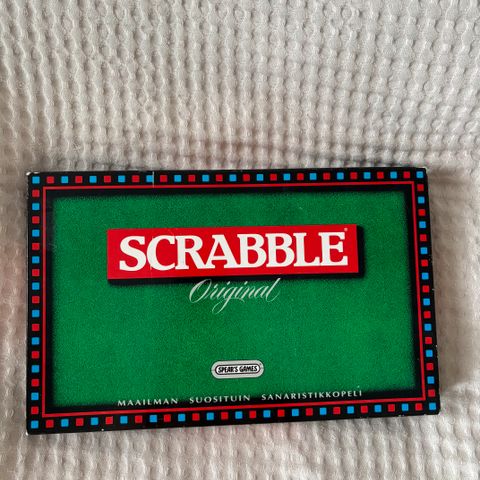 SCRABBLE®
Original
SPEAR'S GAMES
MAAILMAN SUOSITUIN SANARISTIKKOPELI